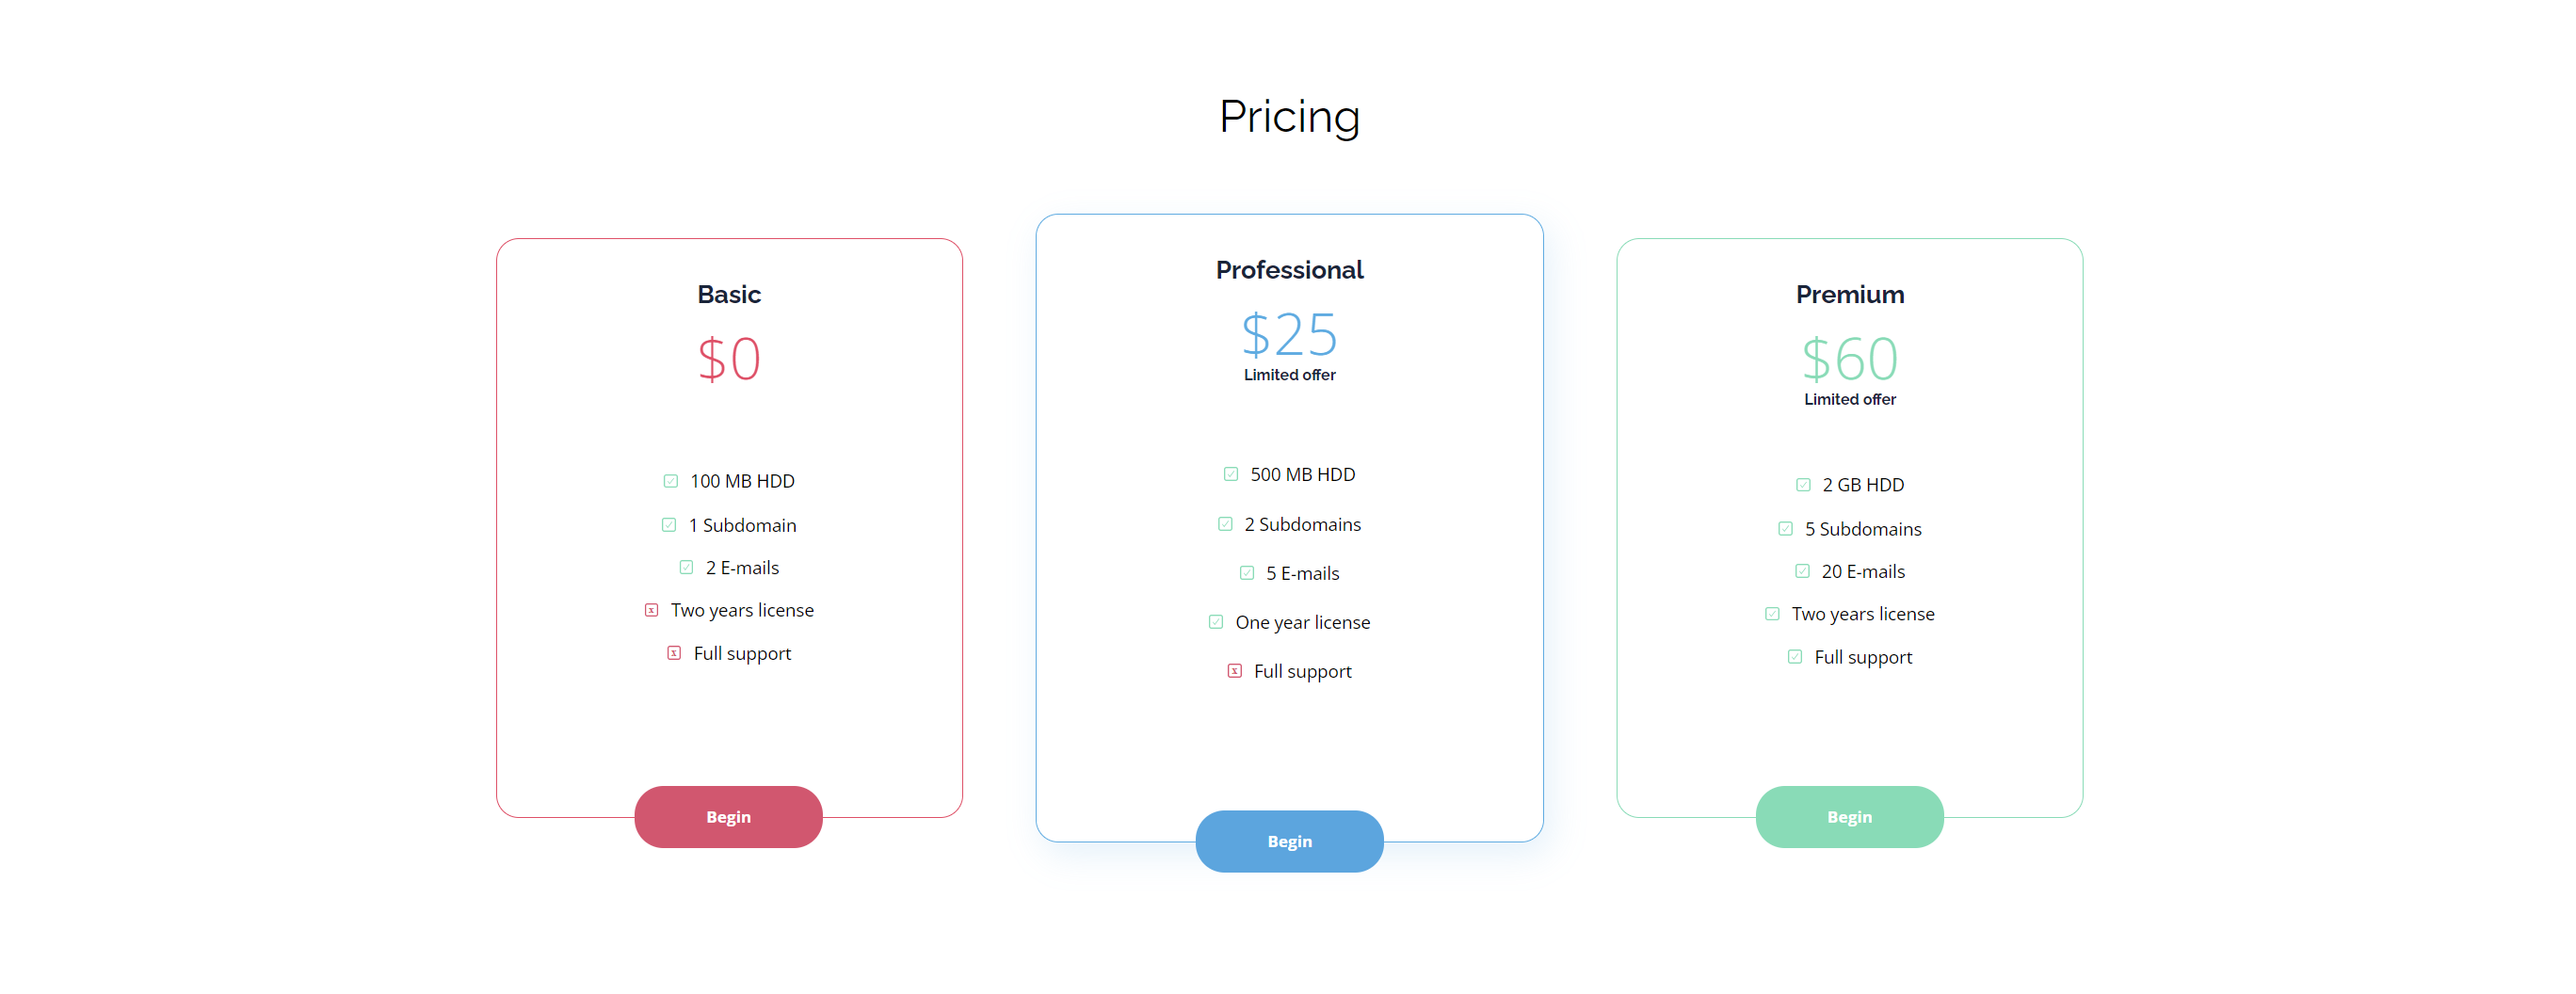 Pricing
Basic
$0
100 MB HDD
1 Subdomain
2 E-mails
Two years license
Full support
Begin
Professional
$25
Limited offer
500 MB HDD
2 Subdomains
5 E-mails
One year license
Full support
Begin
Premium
$60
Limited offer
2 GB HDD
5 Subdomains
20 E-mails
Two years license
Full support
Begin